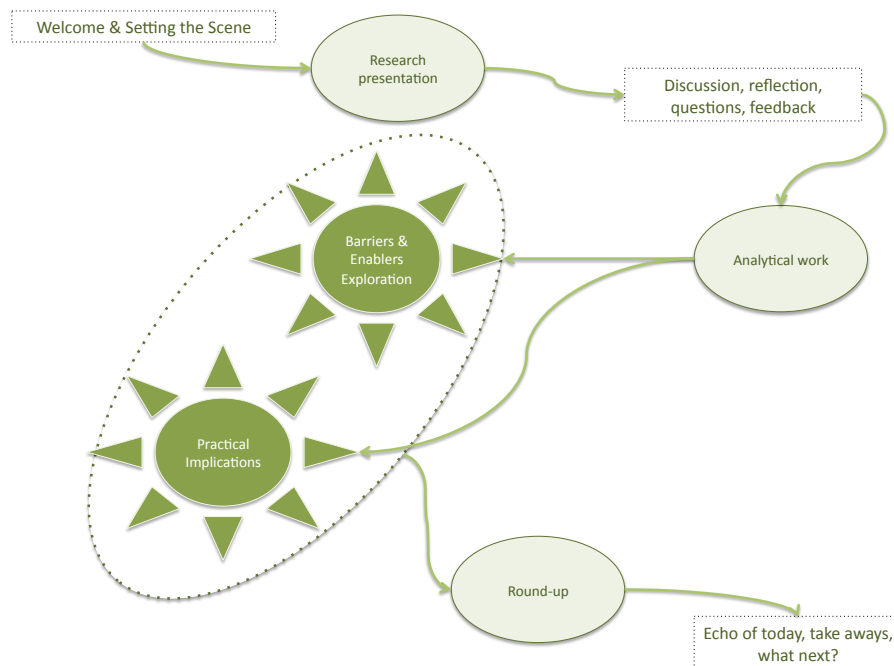 Welcome & Setting the Scene
Research
presentation
Discussion, reflection,
questions, feedback
Barriers &
Enablers
Exploration
Analytical work
Practical
Implications
Round-up
Echo of today, take aways,
what next?